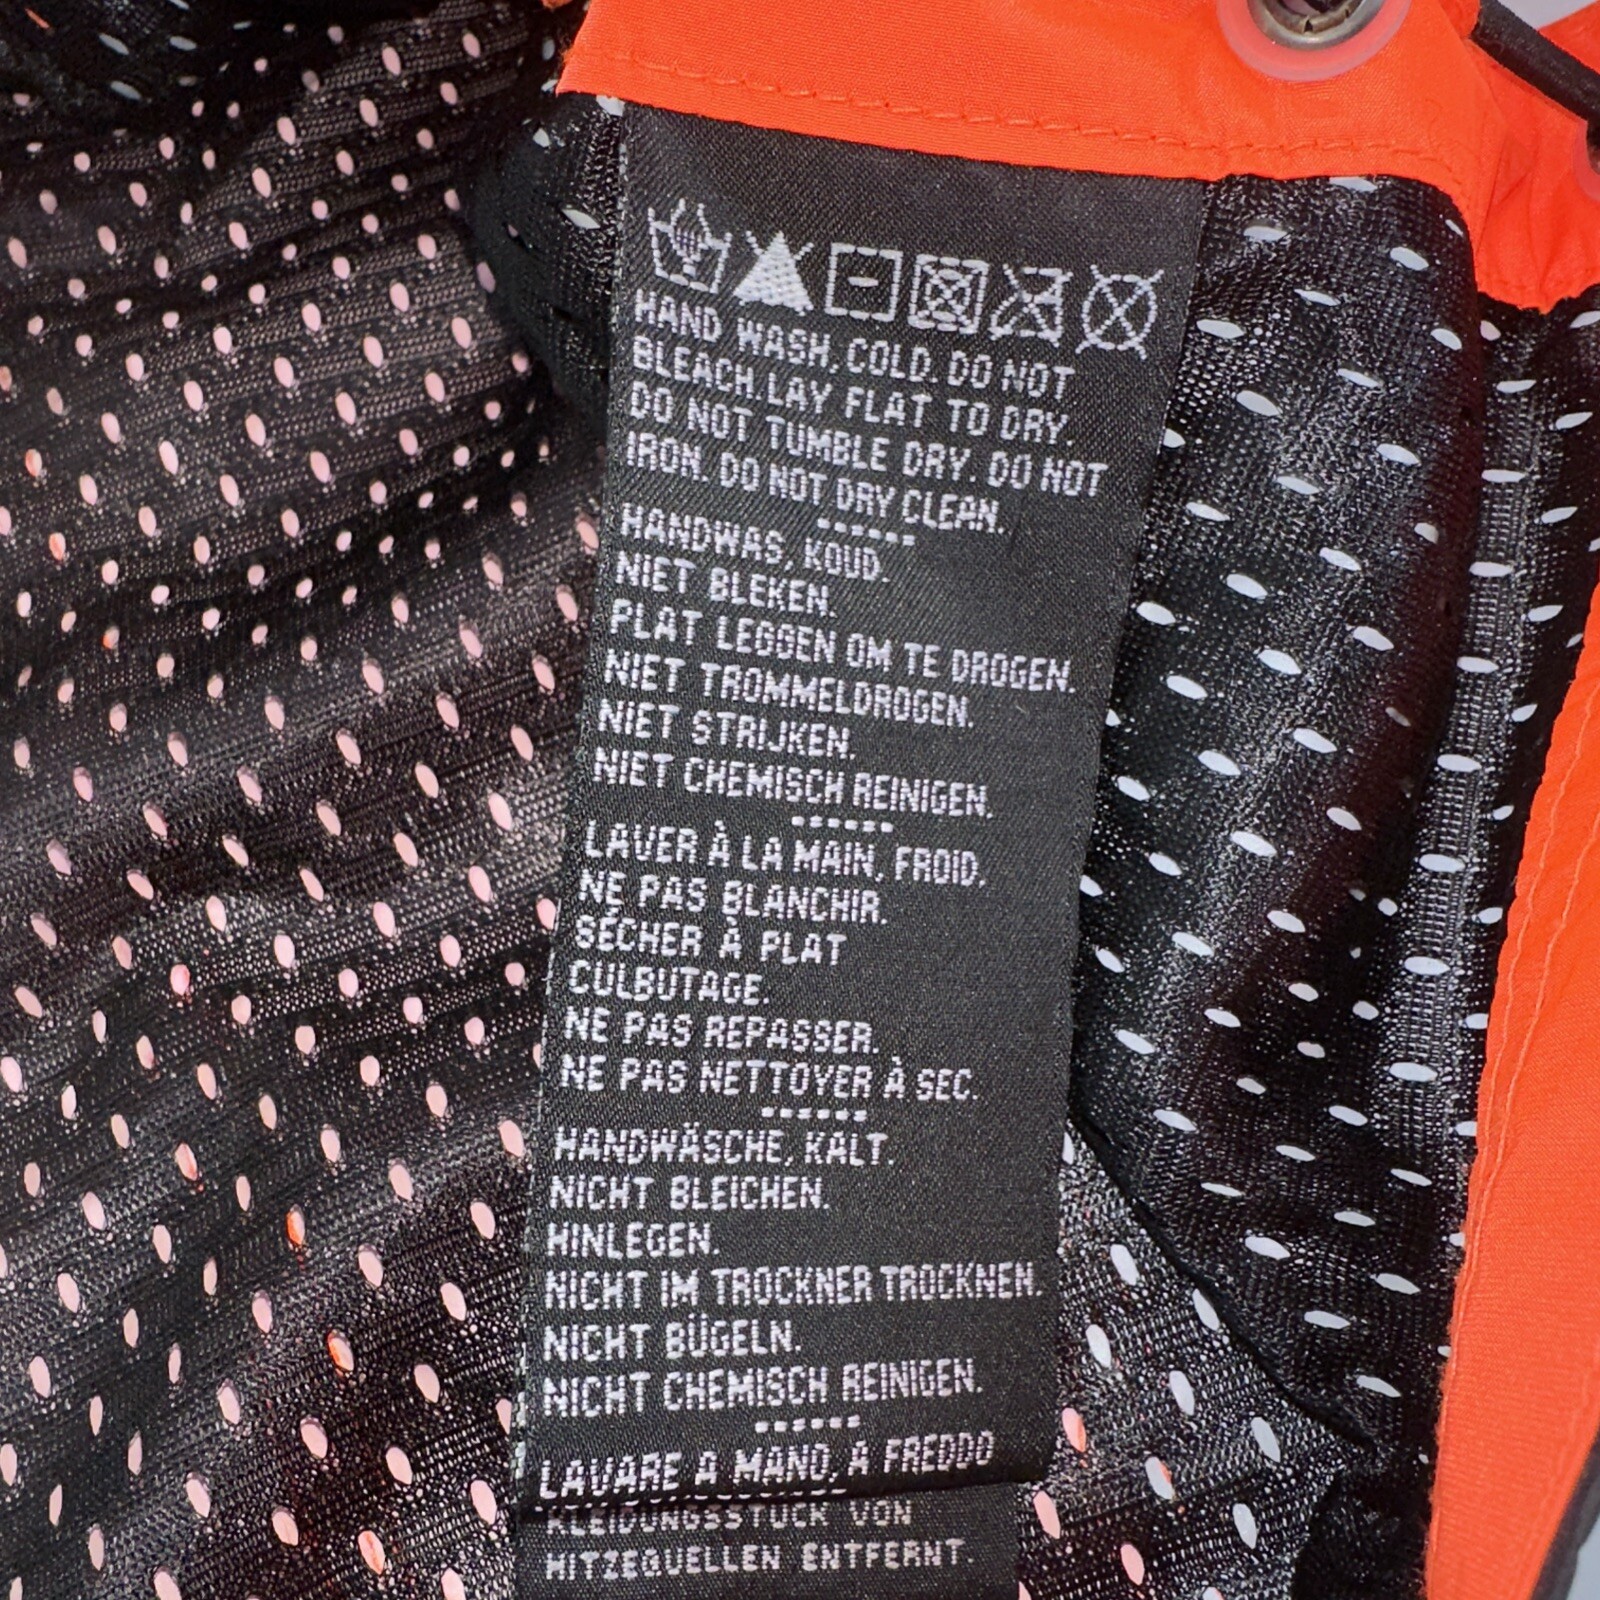 HAND WASH, COLD. DO NOT
BLEACH. LAY FLAT TO DRY.
DO NOT TUMBLE DRY. DO NOT
IRON. DO NOT DRY CLEAN.
HANDWAS, KOUD.
NIET BLEKEN.
PLAT LEGGEN OM TE DROGEN.
NIET TROMMELDROGEN.
NIET STRIJKEN.
NIET CHEMISCH REINIGEN.
LAVER À LA MAIN, FROID.
NE PAS BLANCHIR.
SÉCHER À PLAT
CULBUTAGE.
NE PAS REPASSER.
NE PAS NETTOYER À SEC.
HANDWÄSCHE, KALT.
NICHT BLEICHEN.
HINLEGEN.
NICHT IM TROCKNER TROCKNEN.
NICHT BÜGELN.
NICHT CHEMISCH REINIGEN.
LAVARE A MANO, A FREDDO
KLEIDUNGSSTÜCK VON
HITZEQUELLEN ENTFERNT.